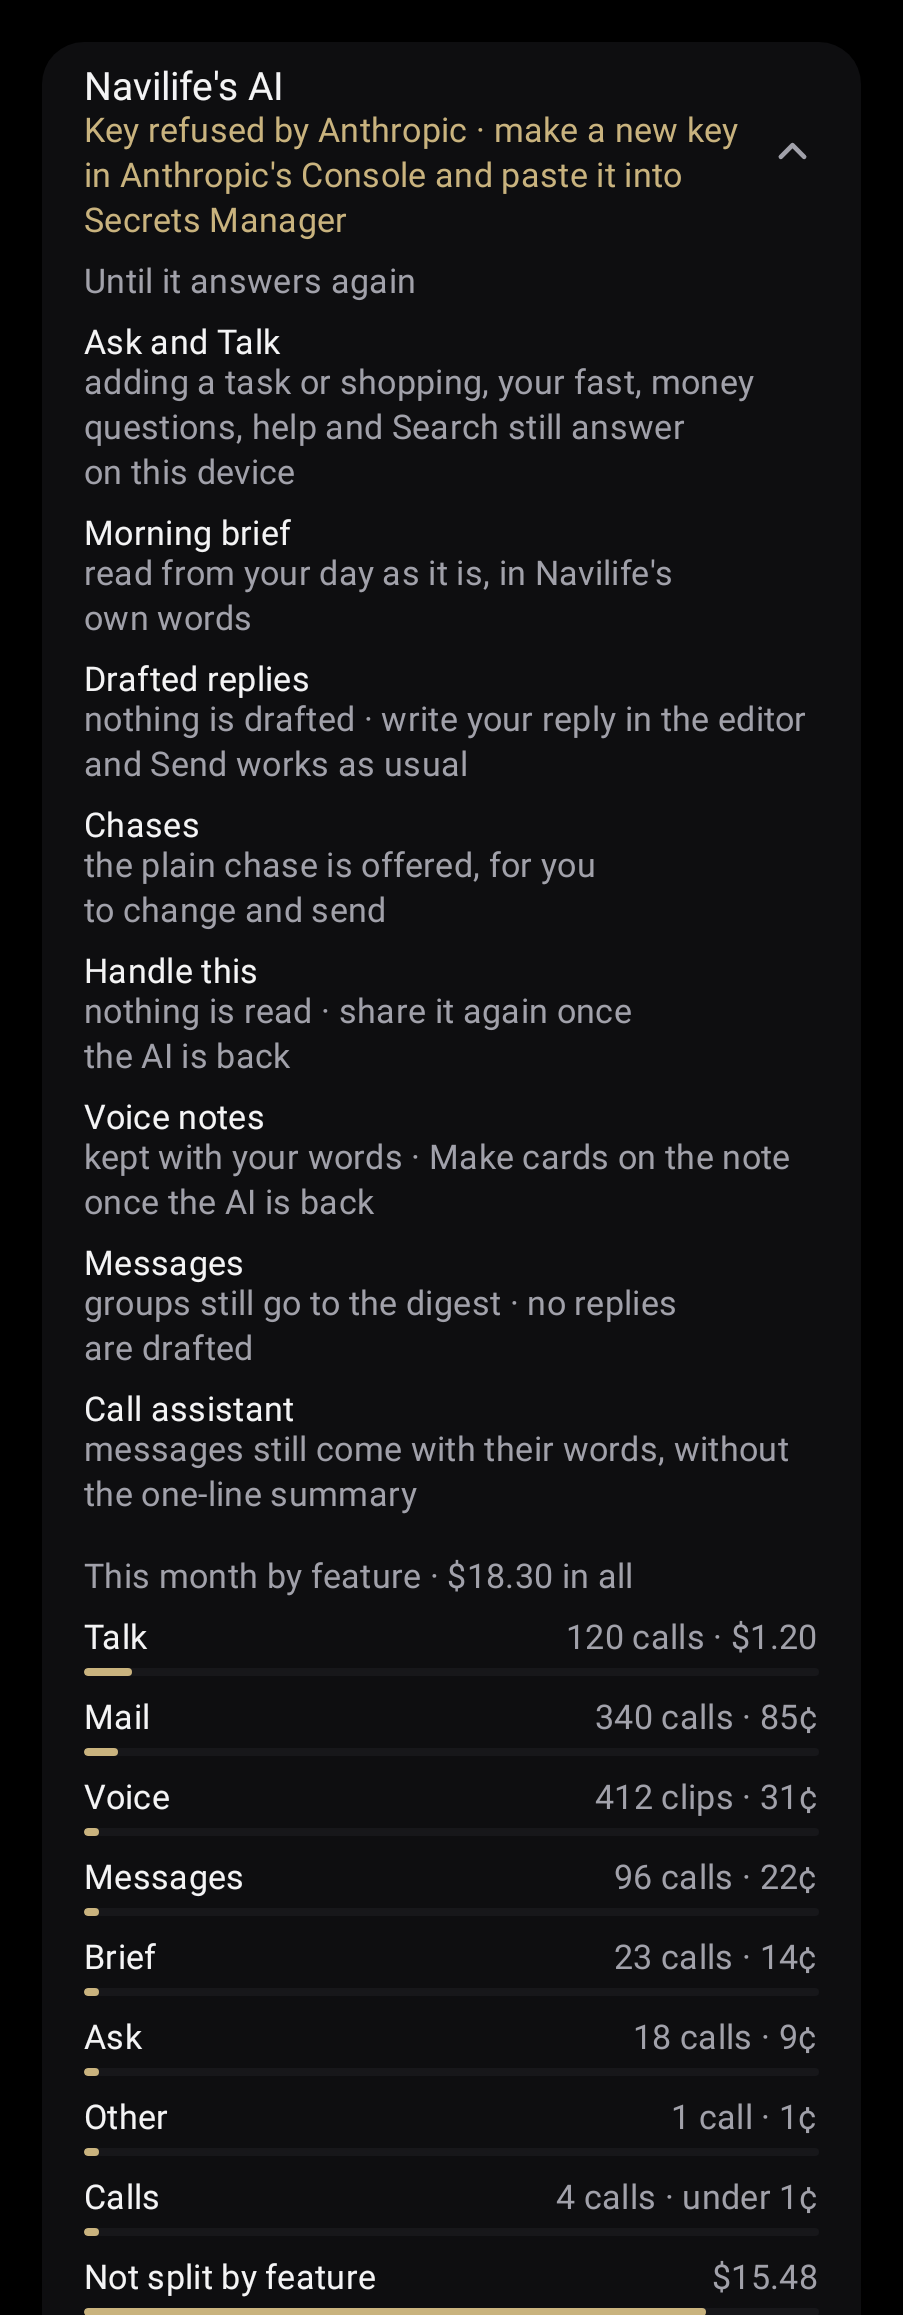 Navilife's AI
Key refused by Anthropic · make a new key
in Anthropic's Console and paste it into
Secrets Manager
Until it answers again
Ask and Talk
adding a task or shopping, your fast, money
questions, help and Search still answer
on this device
Morning brief
read from your day as it is, in Navilife's
own words
Drafted replies
nothing is drafted · write your reply in the editor
and Send works as usual
Chases
the plain chase is offered, for you
to change and send
Handle this
nothing is read · share it again once
the AI is back
Voice notes
kept with your words · Make cards on the note
once the AI is back
Messages
groups still go to the digest · no replies
are drafted
Call assistant
messages still come with their words, without
the one-line summary
This month by feature · $18.30 in all
Talk 120 calls · $1.20
Mail 340 calls · 85¢
Voice 412 clips · 31¢
Messages 96 calls · 22¢
Brief 23 calls · 14¢
Ask 18 calls · 9¢
Other 1 call · 1¢
Calls 4 calls · under 1¢
Not split by feature $15.48